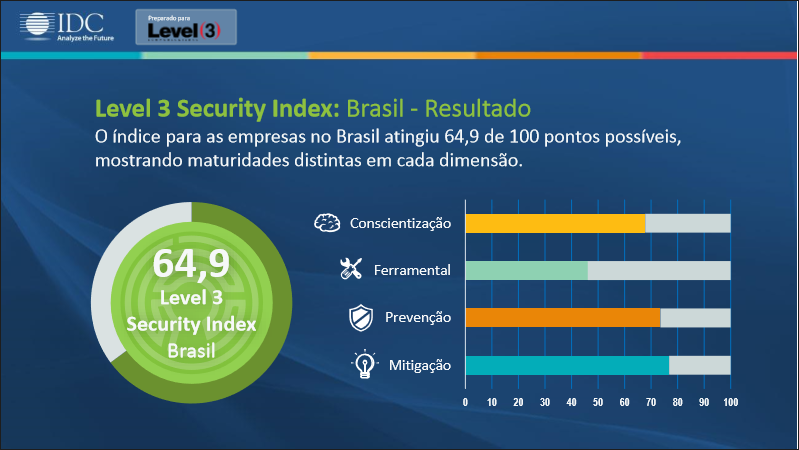 IDC
Analyze the Future
Preparado para
Level(3)
Level 3 Security Index: Brasil - Resultado
O índice para as empresas no Brasil atingiu 64,9 de 100 pontos possíveis,
mostrando maturidades distintas em cada dimensão.
64,9
Level 3
Security Index
Brasil
Conscientização
Ferramental
Prevenção
Mitigação
0 10 20 30 40 50 60 70 80 90 100